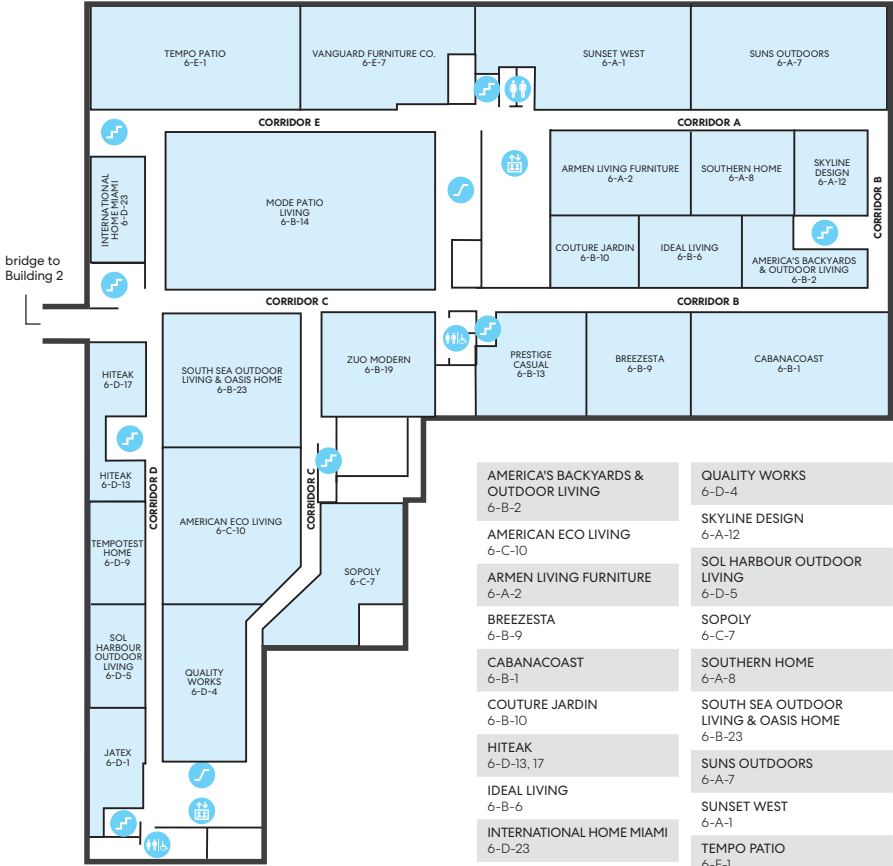 TEMPO PATIO
6-E-1
VANGUARD FURNITURE CO.
6-E-7
SUNSET WEST
6-A-1
SUNS OUTDOORS
6-A-7
CORRIDOR E
CORRIDOR A
INTERNATIONAL
HOME MIAMI
6-D-23
MODE PATIO
LIVING
6-B-14
ARMEN LIVING FURNITURE
6-A-2
SOUTHERN HOME
6-A-8
SKYLINE
DESIGN
6-A-12
CORRIDOR B
COUTURE JARDIN
6-B-10
IDEAL LIVING
6-B-6
AMERICA'S BACKYARDS
& OUTDOOR LIVING
6-B-2
bridge to
Building 2
CORRIDOR C
CORRIDOR B
HITEAK
6-D-17
SOUTH SEA OUTDOOR
LIVING & OASIS HOME
6-B-23
ZUO MODERN
6-B-19
PRESTIGE
CASUAL
6-B-13
BREEZESTA
6-B-9
CABANACOAST
6-B-1
HITEAK
6-D-13
CORRIDOR D
CORRIDOR C
TEMPOTEST
HOME
6-D-9
AMERICAN ECO LIVING
6-C-10
SOPOLY
6-C-7
SOL
HARBOUR
OUTDOOR
LIVING
6-D-5
QUALITY
WORKS
6-D-4
JATEX
6-D-1
AMERICA'S BACKYARDS &
OUTDOOR LIVING
6-B-2
AMERICAN ECO LIVING
6-C-10
ARMEN LIVING FURNITURE
6-A-2
BREEZESTA
6-B-9
CABANACOAST
6-B-1
COUTURE JARDIN
6-B-10
HITEAK
6-D-13, 17
IDEAL LIVING
6-B-6
INTERNATIONAL HOME MIAMI
6-D-23
QUALITY WORKS
6-D-4
SKYLINE DESIGN
6-A-12
SOL HARBOUR OUTDOOR
LIVING
6-D-5
SOPOLY
6-C-7
SOUTHERN HOME
6-A-8
SOUTH SEA OUTDOOR
LIVING & OASIS HOME
6-B-23
SUNS OUTDOORS
6-A-7
SUNSET WEST
6-A-1
TEMPO PATIO
6-E-1